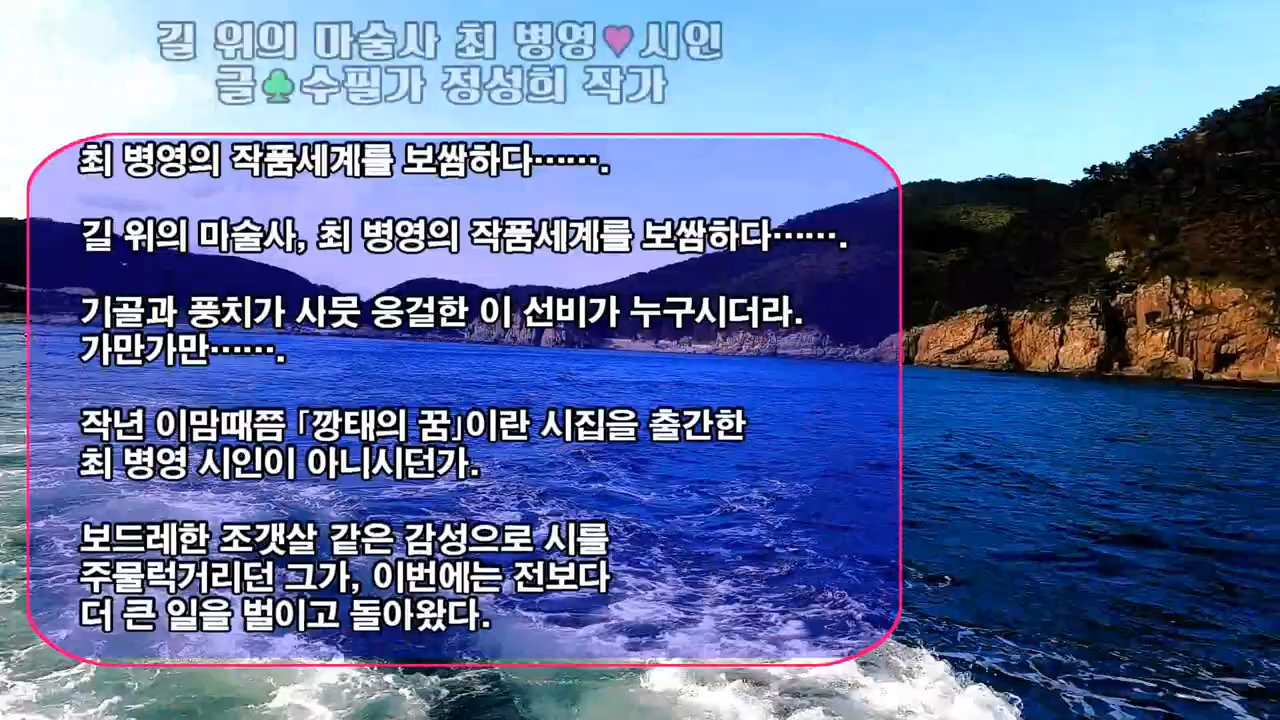 길 위의 마술사 최 병영♥시인
글♣수필가 정성희 작가
최 병영의 작품세계를 보쌈하다…….
길 위의 마술사, 최 병영의 작품세계를 보쌈하다…….
기골과 풍치가 사뭇 웅걸한 이 선비가 누구시더라.
가만가만…….
작년 이맘때쯤 「깡태의 꿈」이란 시집을 출간한
최 병영 시인이 아니시던가.
보드레한 조갯살 같은 감성으로 시를
주물럭거리던 그가, 이번에는 전보다
더 큰 일을 벌이고 돌아왔다.